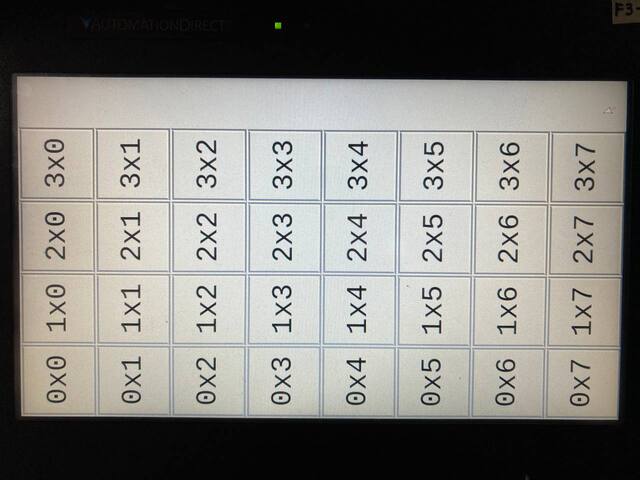 AUTOMATIONDIRECT
F3-
0x0 1x0 2x0 3x0
0x1 1x1 2x1 3x1
0x2 1x2 2x2 3x2
0x3 1x3 2x3 3x3
0x4 1x4 2x4 3x4
0x5 1x5 2x5 3x5
0x6 1x6 2x6 3x6
0x7 1x7 2x7 3x7